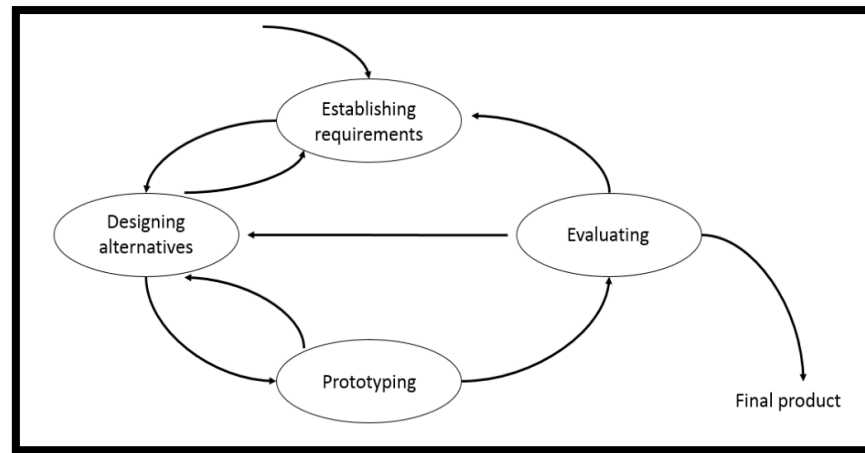 Establishing
requirements
Designing
alternatives
Evaluating
Prototyping
Final product